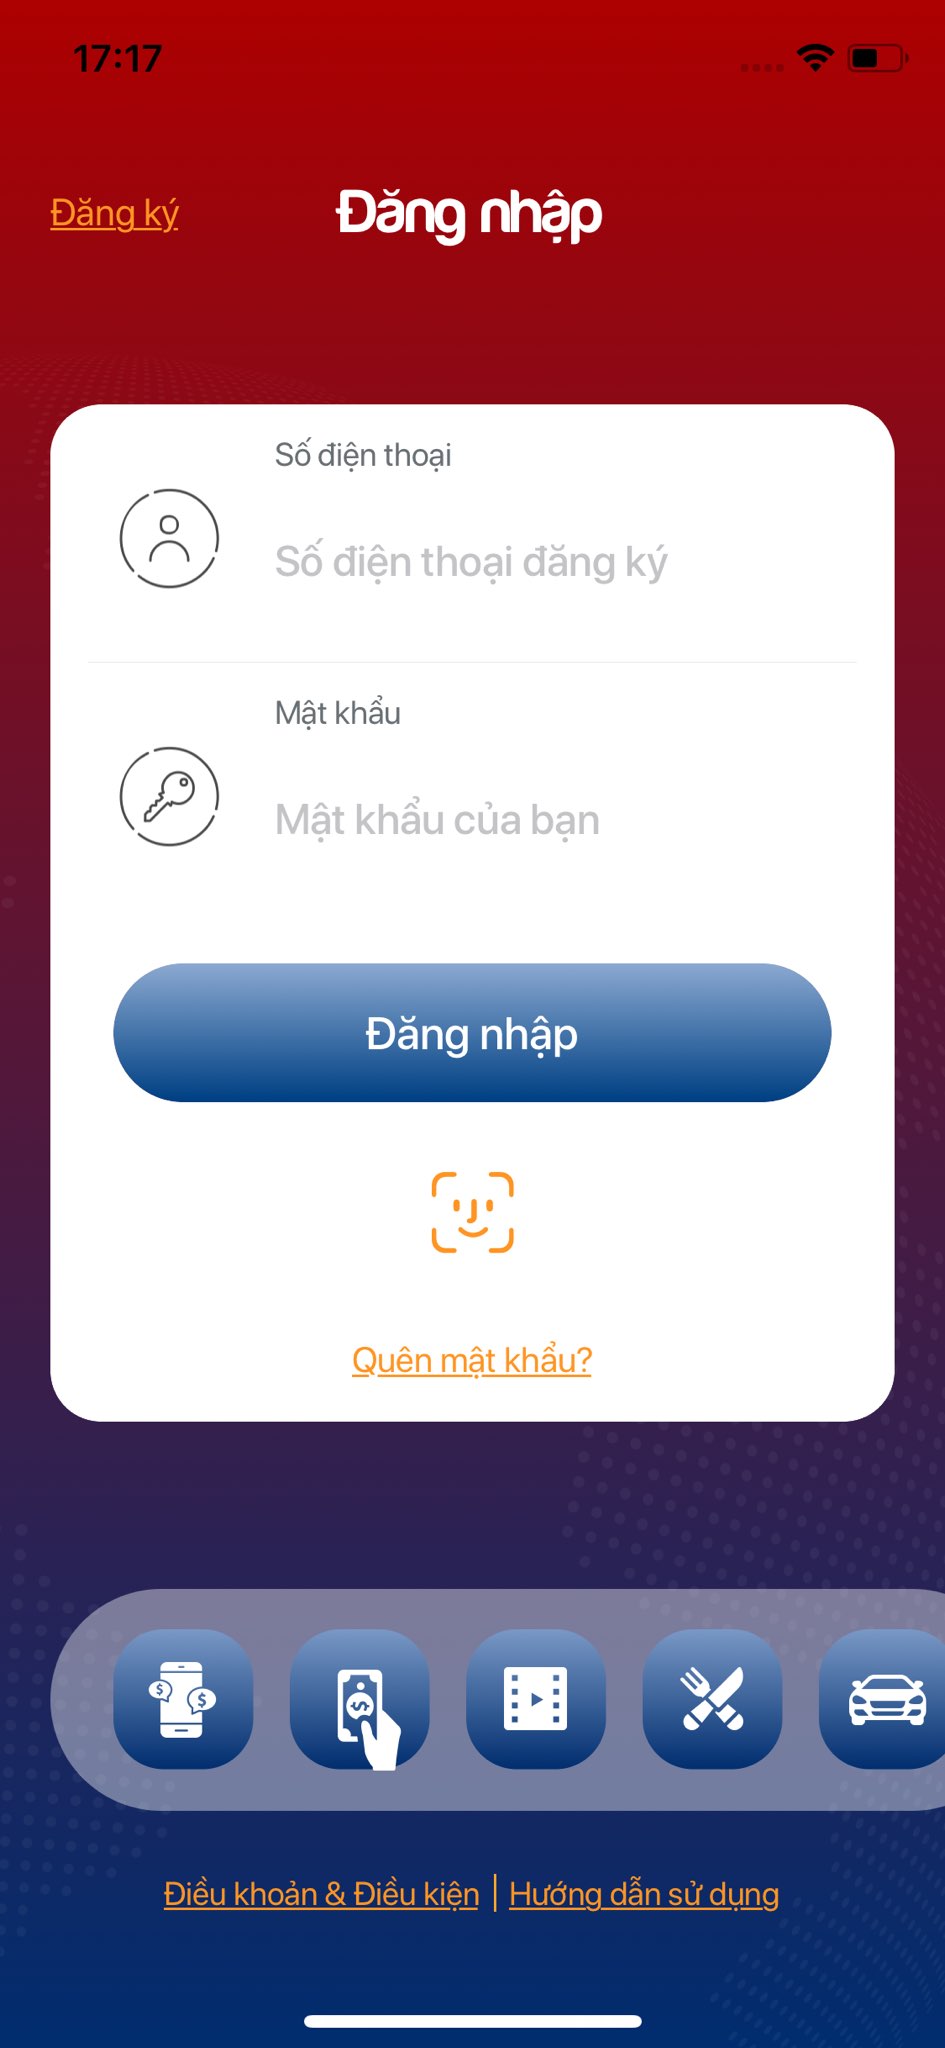 17:17
Đăng ký
Đăng nhập
Số điện thoại
Số điện thoại đăng ký
Mật khẩu
Mật khẩu của bạn
Đăng nhập
Quên mật khẩu?
$ $
$
Điều khoản & Điều kiện | Hướng dẫn sử dụng